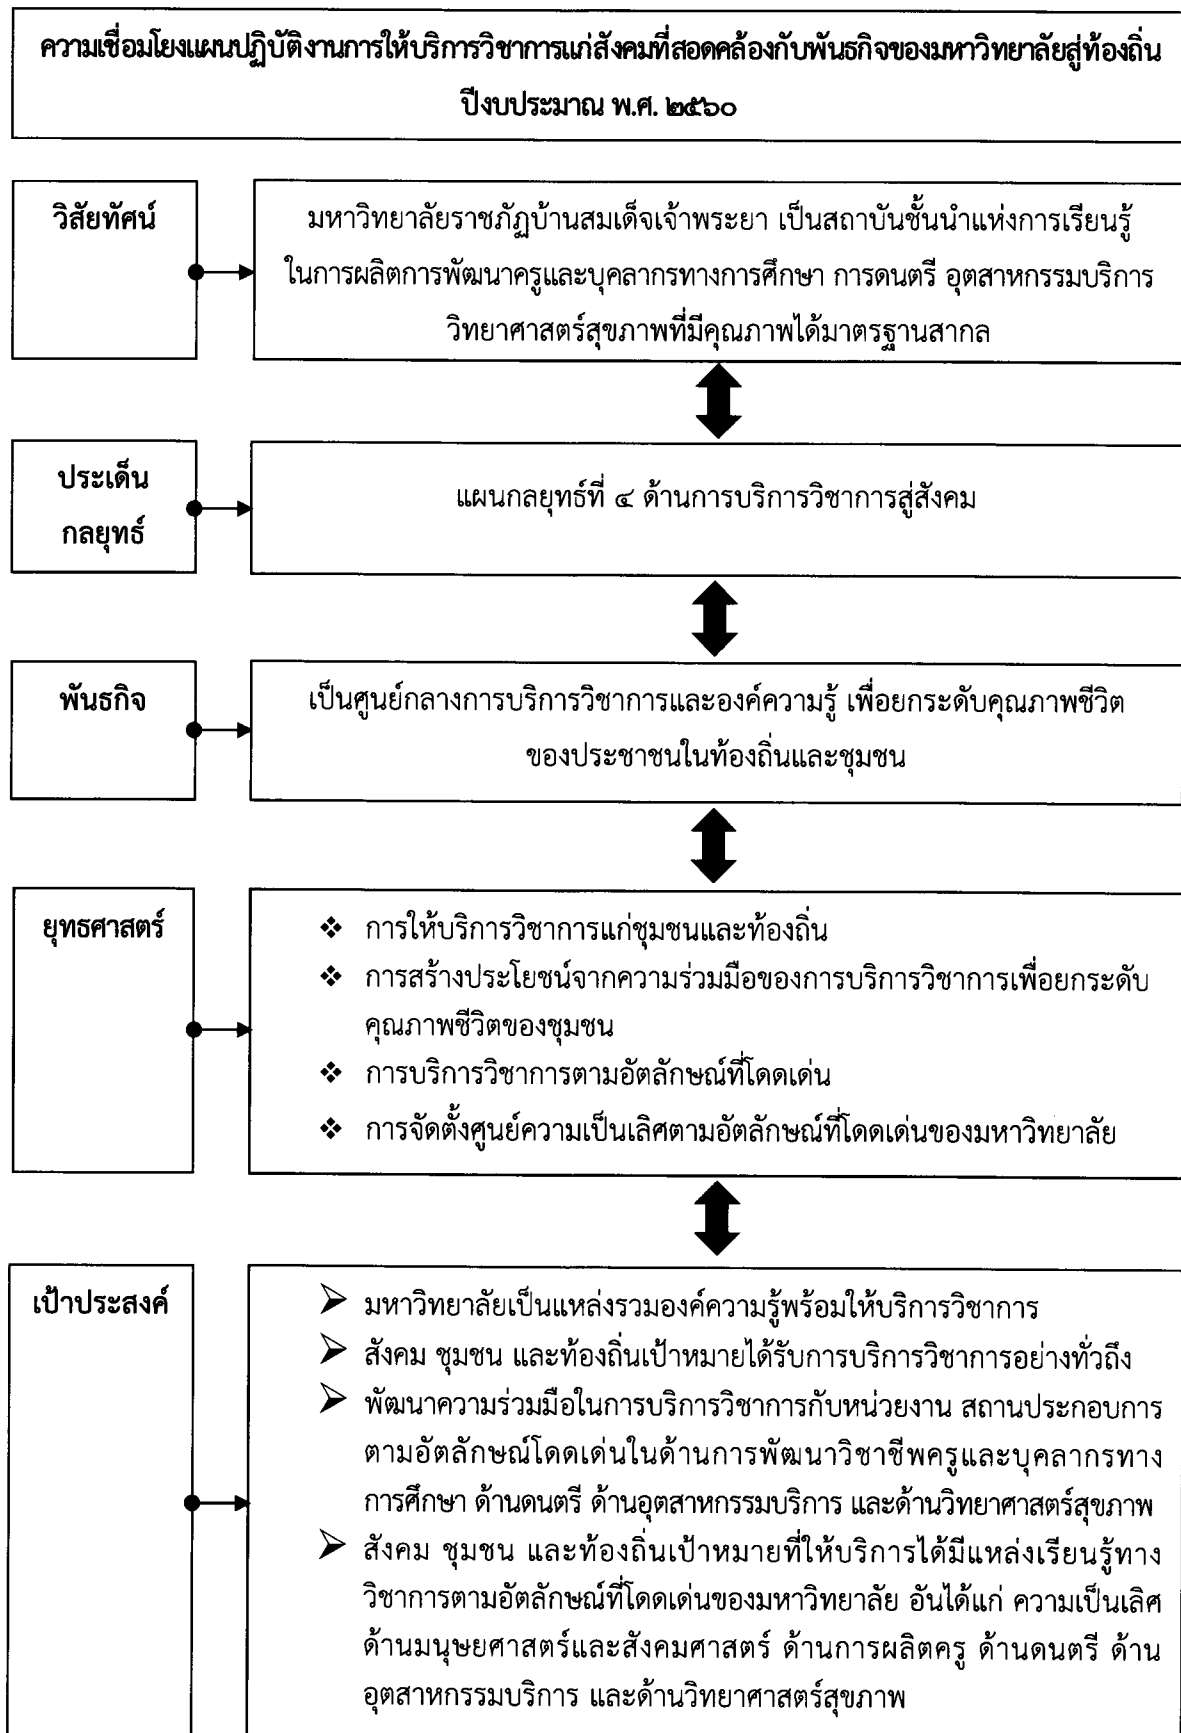 ความเชื่อมโยงแผนปฏิบัติงานการให้บริการวิชาการแก่สังคมที่สอดคล้องกับพันธกิจของมหาวิทยาลัยสู่ท้องถิ่น
ปีงบประมาณ พ.ศ. ๒๕๖๐
วิสัยทัศน์
มหาวิทยาลัยราชภัฏบ้านสมเด็จเจ้าพระยา เป็นสถาบันชั้นนำแห่งการเรียนรู้
ในการผลิตการพัฒนาครูและบุคลากรทางการศึกษา การดนตรี อุตสาหกรรมบริการ
วิทยาศาสตร์สุขภาพที่มีคุณภาพได้มาตรฐานสากล
ประเด็น
กลยุทธ์
แผนกลยุทธ์ที่ ๔ ด้านการบริการวิชาการสู่สังคม
พันธกิจ
เป็นศูนย์กลางการบริการวิชาการและองค์ความรู้ เพื่อยกระดับคุณภาพชีวิต
ของประชาชนในท้องถิ่นและชุมชน
ยุทธศาสตร์
❖ การให้บริการวิชาการแก่ชุมชนและท้องถิ่น
❖ การสร้างประโยชน์จากความร่วมมือของการบริการวิชาการเพื่อยกระดับ
คุณภาพชีวิตของชุมชน
❖ การบริการวิชาการตามอัตลักษณ์ที่โดดเด่น
❖ การจัดตั้งศูนย์ความเป็นเลิศตามอัตลักษณ์ที่โดดเด่นของมหาวิทยาลัย
เป้าประสงค์
➢ มหาวิทยาลัยเป็นแหล่งรวมองค์ความรู้พร้อมให้บริการวิชาการ
➢ สังคม ชุมชน และท้องถิ่นเป้าหมายได้รับการบริการวิชาการอย่างทั่วถึง
➢ พัฒนาความร่วมมือในการบริการวิชาการกับหน่วยงาน สถานประกอบการ
ตามอัตลักษณ์โดดเด่นในด้านการพัฒนาวิชาชีพครูและบุคลากรทาง
การศึกษา ด้านดนตรี ด้านอุตสาหกรรมบริการ และด้านวิทยาศาสตร์สุขภาพ
➢ สังคม ชุมชน และท้องถิ่นเป้าหมายที่ให้บริการได้มีแหล่งเรียนรู้ทาง
วิชาการตามอัตลักษณ์ที่โดดเด่นของมหาวิทยาลัย อันได้แก่ ความเป็นเลิศ
ด้านมนุษยศาสตร์และสังคมศาสตร์ ด้านการผลิตครู ด้านดนตรี ด้าน
อุตสาหกรรมบริการ และด้านวิทยาศาสตร์สุขภาพ